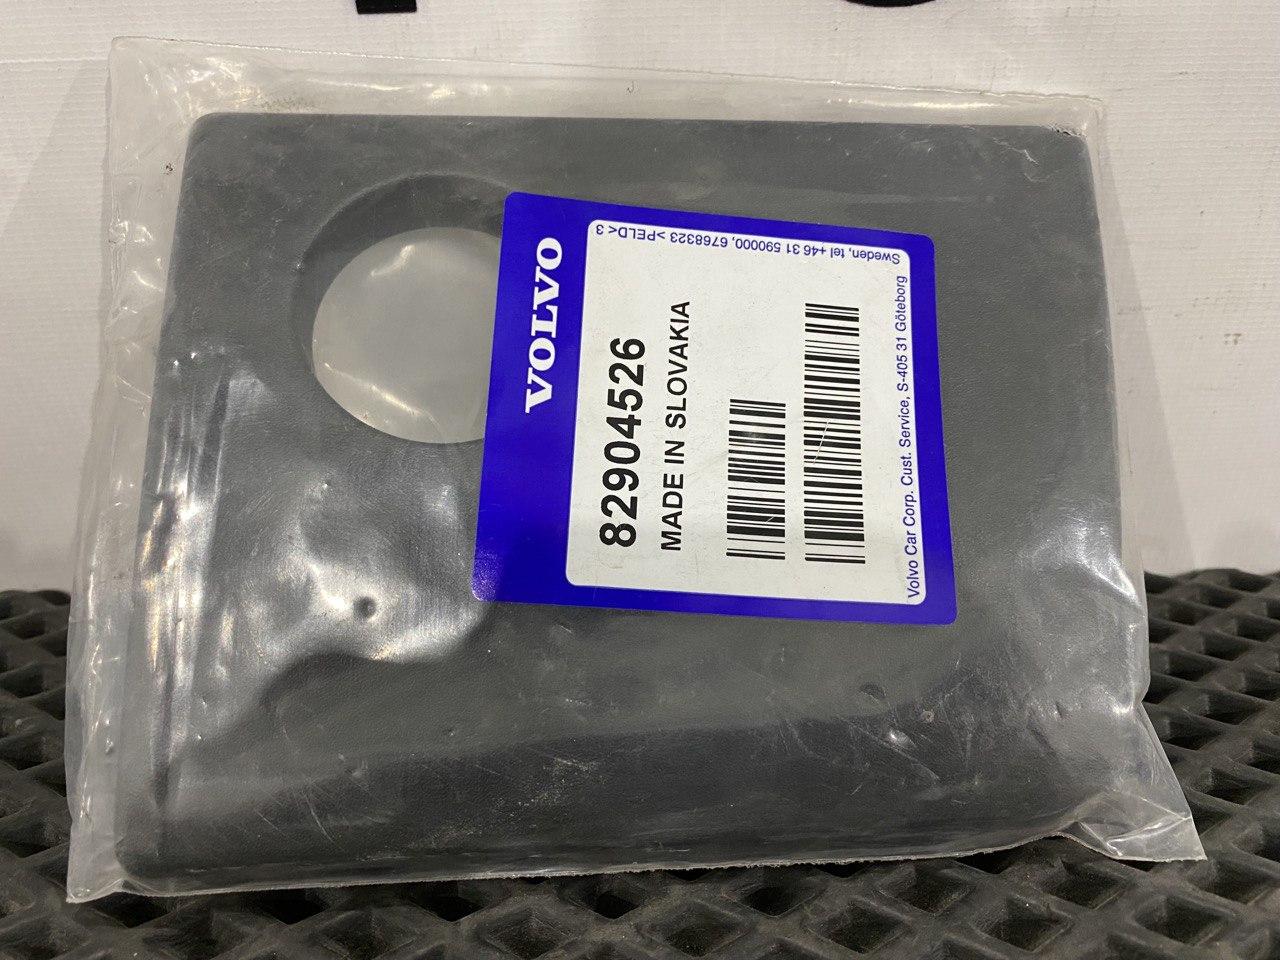 VOLVO
82904526
MADE IN SLOVAKIA
Volvo Car Corp. Cust. Service, S-405 31 Göteborg
Sweden, tel +46 31 590000, 6768323 >PELD< 3